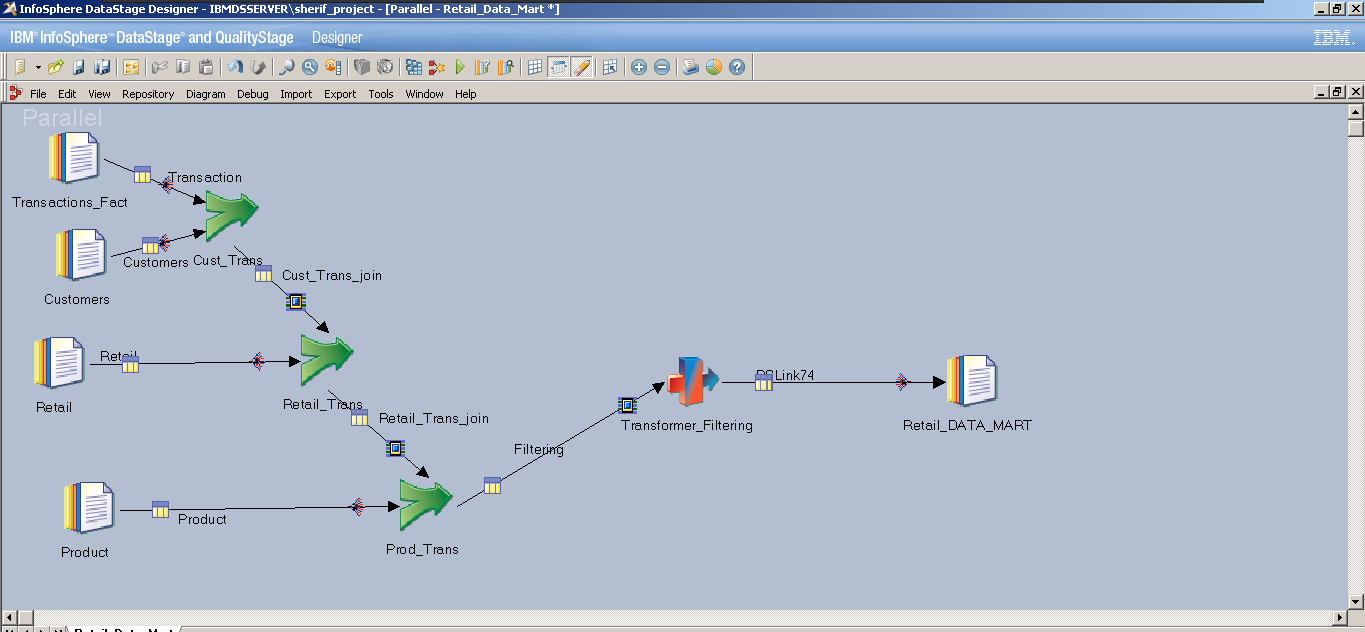 InfoSphere DataStage Designer - IBMDSSERVER\sherif_project - [Parallel - Retail_Data_Mart *]
IBM® InfoSphere™ DataStage® and QualityStage Designer IBM.
File Edit View Repository Diagram Debug Import Export Tools Window Help
Parallel
Transaction
Transactions_Fact
Customers Cust_Trans
Cust_Trans_join
Customers
Retail
Retail
Retail_Trans
Retail_Trans_join
DSLink74
Transformer_Filtering
Retail_DATA_MART
Filtering
Product
Product
Prod_Trans
Retail_Data_Mart